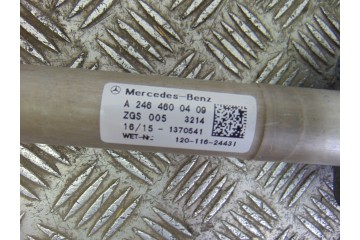 Mercedes-Benz
A 246 460 04 09
ZGS 005 3214
16/15 - 1370541
WET-Nr.: 120-116-24431